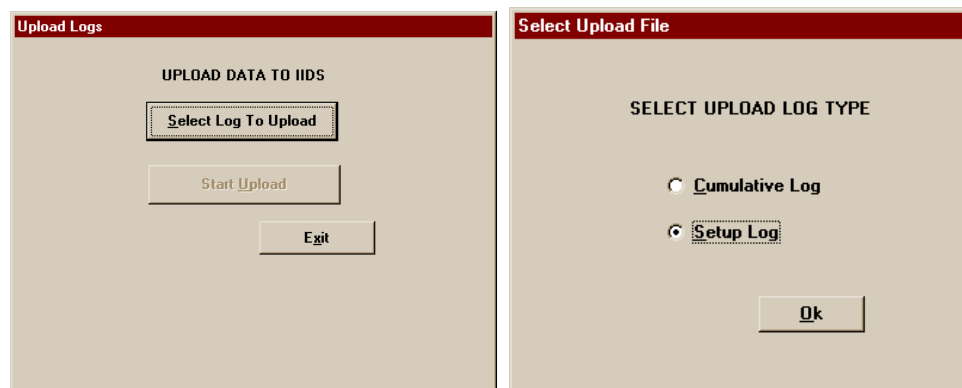 Upload Logs
UPLOAD DATA TO IIDS
Select Log To Upload
Start Upload
Exit
Select Upload File
SELECT UPLOAD LOG TYPE
Cumulative Log
Setup Log
Ok